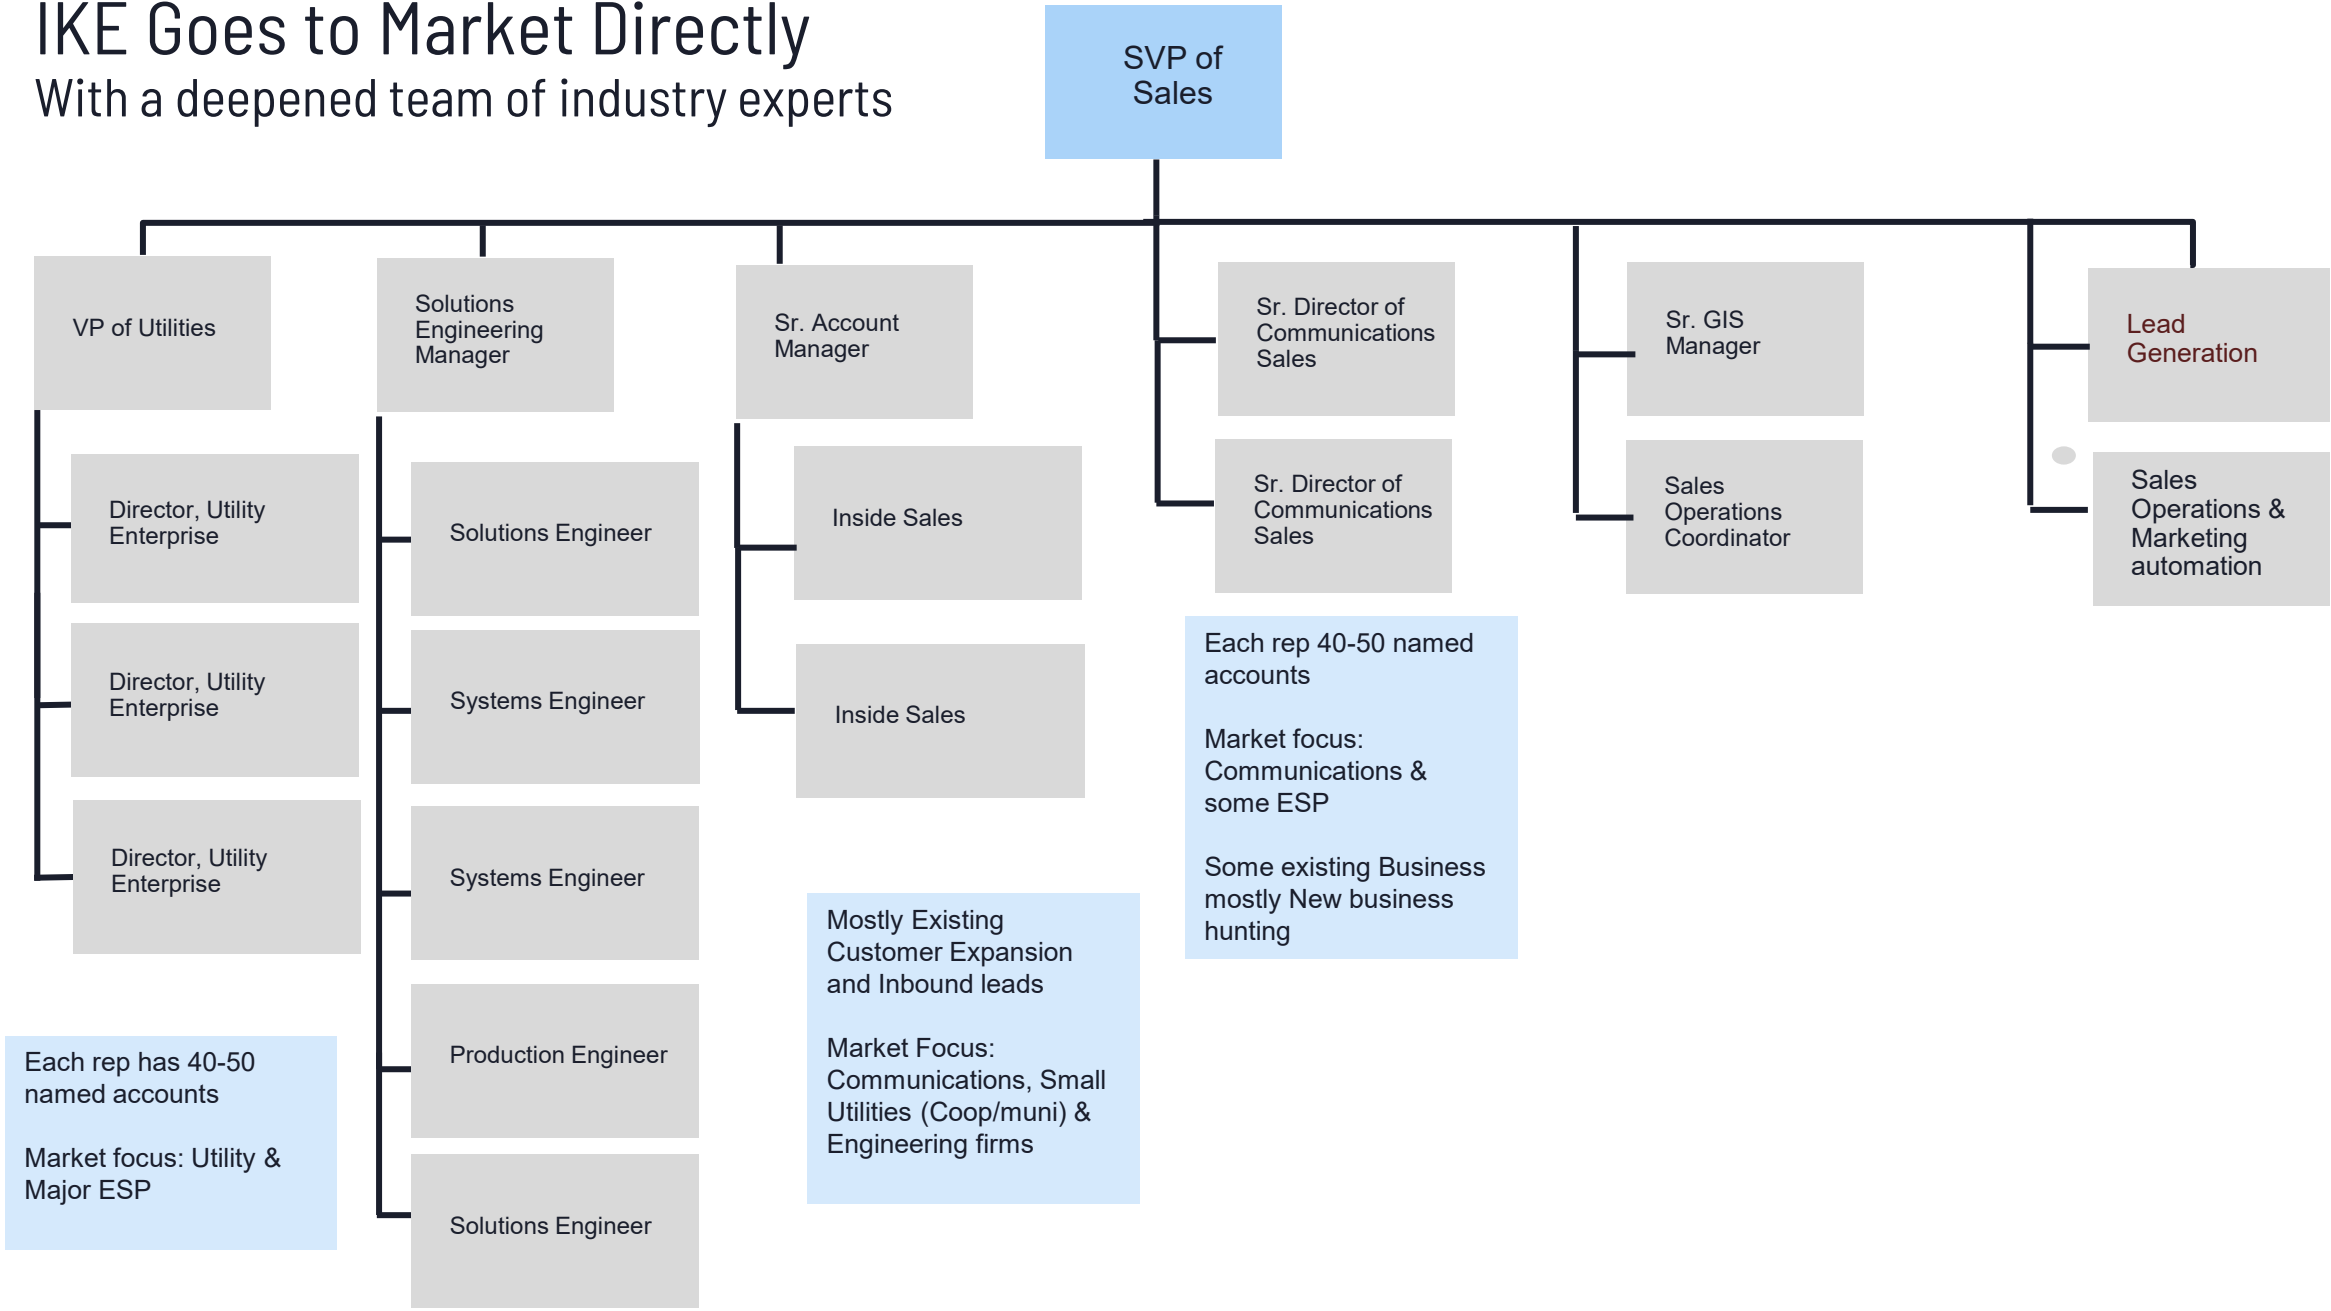 IKE Goes to Market Directly
With a deepened team of industry experts
SVP of
Sales
VP of Utilities
Director, Utility
Enterprise
Director, Utility
Enterprise
Director, Utility
Enterprise
Each rep has 40-50
named accounts
Market focus: Utility &
Major ESP
Solutions
Engineering
Manager
Solutions Engineer
Systems Engineer
Systems Engineer
Production Engineer
Solutions Engineer
Sr. Account
Manager
Inside Sales
Inside Sales
Mostly Existing
Customer Expansion
and Inbound leads
Market Focus:
Communications, Small
Utilities (Coop/muni) &
Engineering firms
Sr. Director of
Communications
Sales
Sr. Director of
Communications
Sales
Each rep 40-50 named
accounts
Market focus:
Communications &
some ESP
Some existing Business
mostly New business
hunting
Sr. GIS
Manager
Sales
Operations
Coordinator
Lead
Generation
Sales
Operations &
Marketing
automation